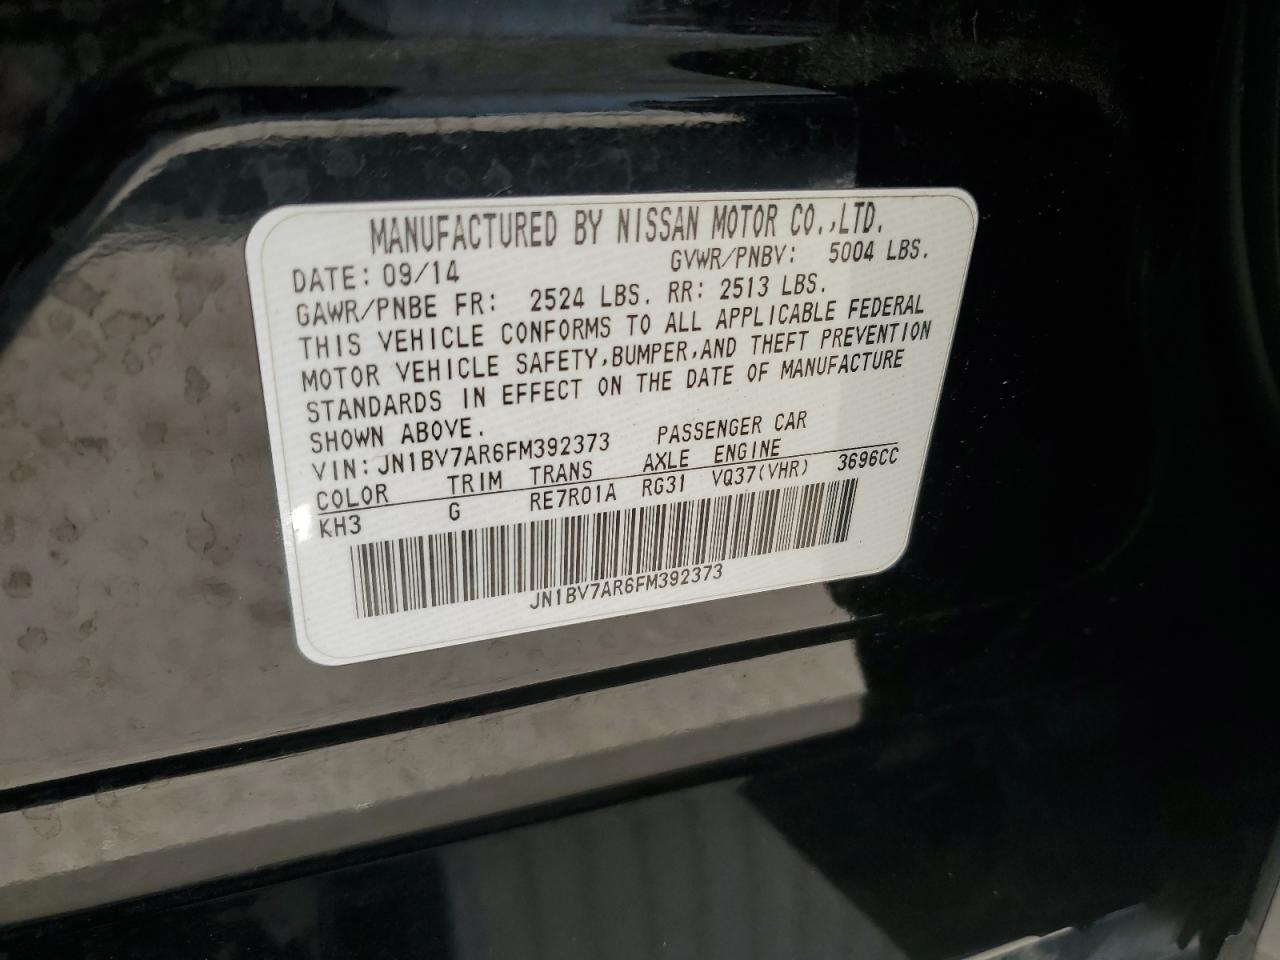 MANUFACTURED BY NISSAN MOTOR CO.,LTD.
DATE: 09/14 GVWR/PNBV: 5004 LBS.
GAWR/PNBE FR: 2524 LBS. RR: 2513 LBS.
THIS VEHICLE CONFORMS TO ALL APPLICABLE FEDERAL
MOTOR VEHICLE SAFETY,BUMPER,AND THEFT PREVENTION
STANDARDS IN EFFECT ON THE DATE OF MANUFACTURE
SHOWN ABOVE.
VIN: JN1BV7AR6FM392373 PASSENGER CAR
COLOR TRIM TRANS AXLE ENGINE
KH3 G RE7R01A RG31 VQ37(VHR) 3696CC
JN1BV7AR6FM392373